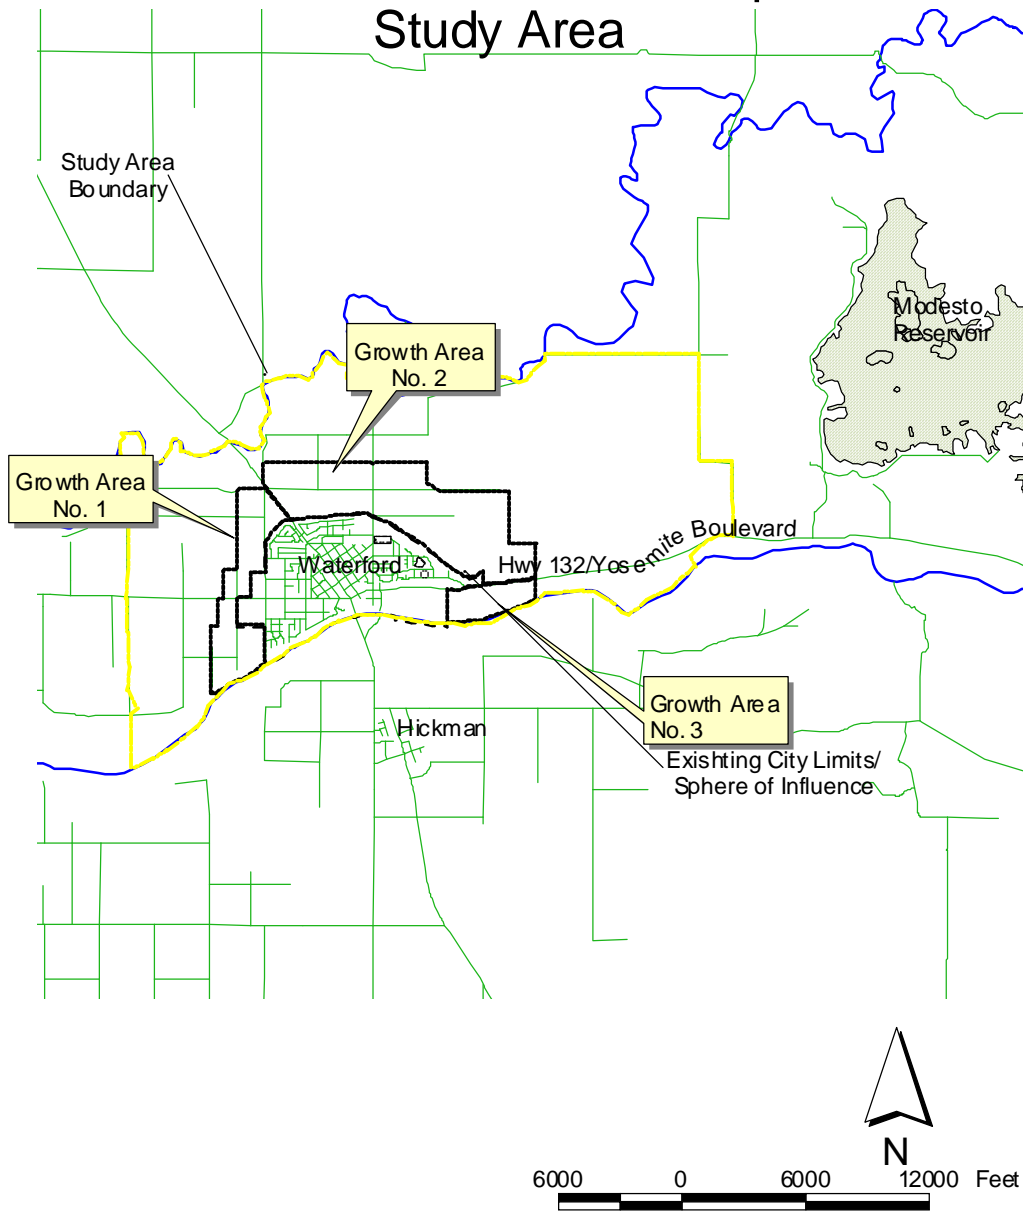 Study Area
Study Area
Boundary
Modesto
Reservoir
Growth Area
No. 2
Growth Area
No. 1
Waterford
Hwy 132/Yosemite Boulevard
Growth Area
No. 3
Hickman
Exishting City Limits/
Sphere of Influence
N
6000 0 6000 12000 Feet